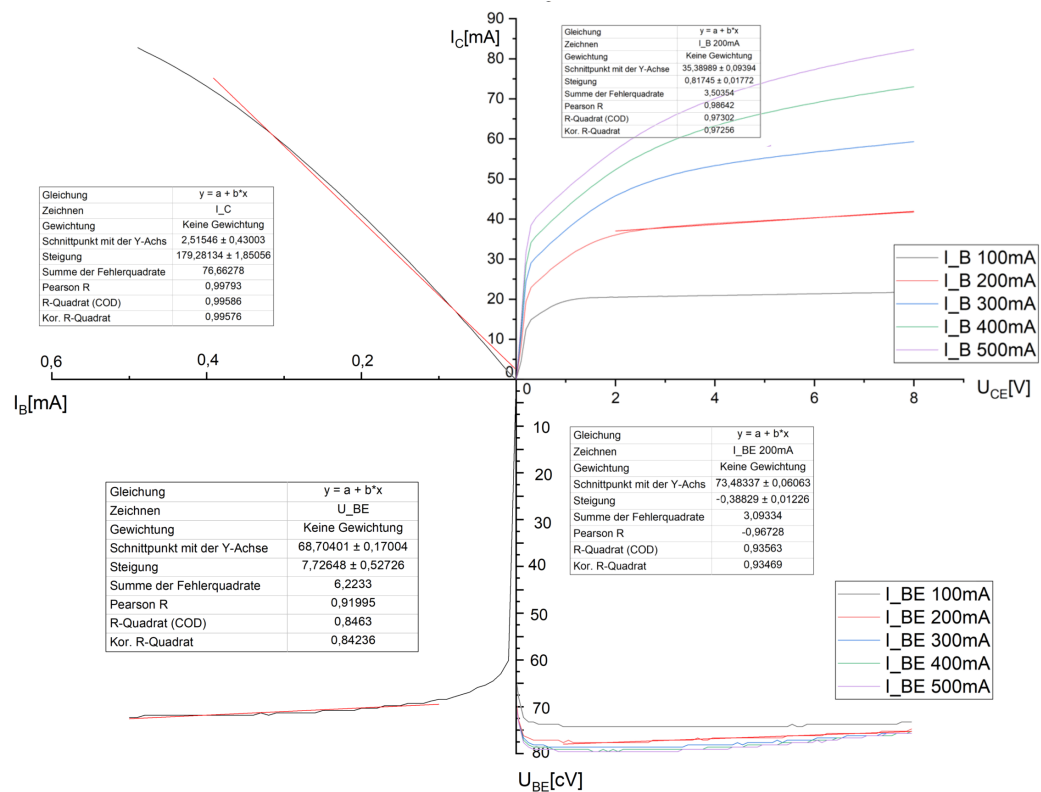 I_C[mA]
90
80
70
60
50
40
30
20
10
0
Gleichung y = a + b*x
Zeichnen I_B 200mA
Gewichtung Keine Gewichtung
Schnittpunkt mit der Y-Achse 35,38989 ± 0,09394
Steigung 0,81745 ± 0,01772
Summe der Fehlerquadrate 3,50354
Pearson R 0,98642
R-Quadrat (COD) 0,97302
Kor. R-Quadrat 0,97256
Gleichung y = a + b*x
Zeichnen I_C
Gewichtung Keine Gewichtung
Schnittpunkt mit der Y-Achs 2,51546 ± 0,43003
Steigung 179,28134 ± 1,85056
Summe der Fehlerquadrate 76,66278
Pearson R 0,99793
R-Quadrat (COD) 0,99586
Kor. R-Quadrat 0,99576
I_B 100mA
I_B 200mA
I_B 300mA
I_B 400mA
I_B 500mA
0,6 0,4 0,2
I_B[mA]
0 2 4 6 8
U_CE[V]
10
20
30
40
50
60
70
80
U_BE[cV]
Gleichung y = a + b*x
Zeichnen I_BE 200mA
Gewichtung Keine Gewichtung
Schnittpunkt mit der Y-Achs 73,48337 ± 0,06063
Steigung -0,38829 ± 0,01226
Summe der Fehlerquadrate 3,09334
Pearson R -0,96728
R-Quadrat (COD) 0,93563
Kor. R-Quadrat 0,93469
Gleichung y = a + b*x
Zeichnen U_BE
Gewichtung Keine Gewichtung
Schnittpunkt mit der Y-Achse 68,70401 ± 0,17004
Steigung 7,72648 ± 0,52726
Summe der Fehlerquadrate 6,2233
Pearson R 0,91995
R-Quadrat (COD) 0,8463
Kor. R-Quadrat 0,84236
I_BE 100mA
I_BE 200mA
I_BE 300mA
I_BE 400mA
I_BE 500mA